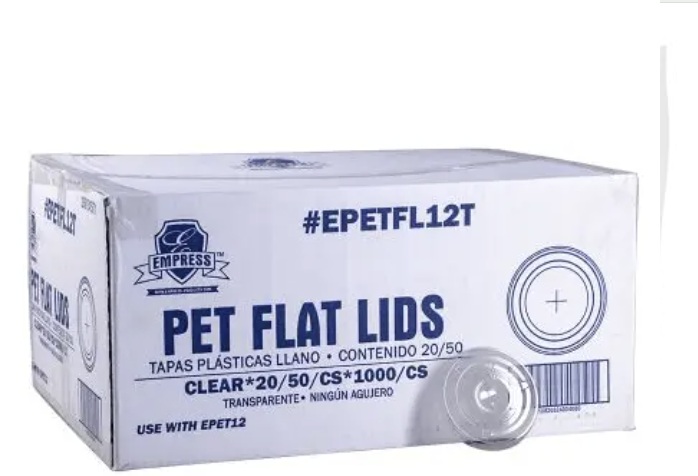 #EPETFL12T
EMPRESS™
PET FLAT LIDS
TAPAS PLÁSTICAS LLANO • CONTENIDO 20/50
CLEAR*20/50/CS*1000/CS
TRANSPARENTE • NINGÚN AGUJERO
USE WITH EPET12
#EPETFL12T
PET FLAT LIDS